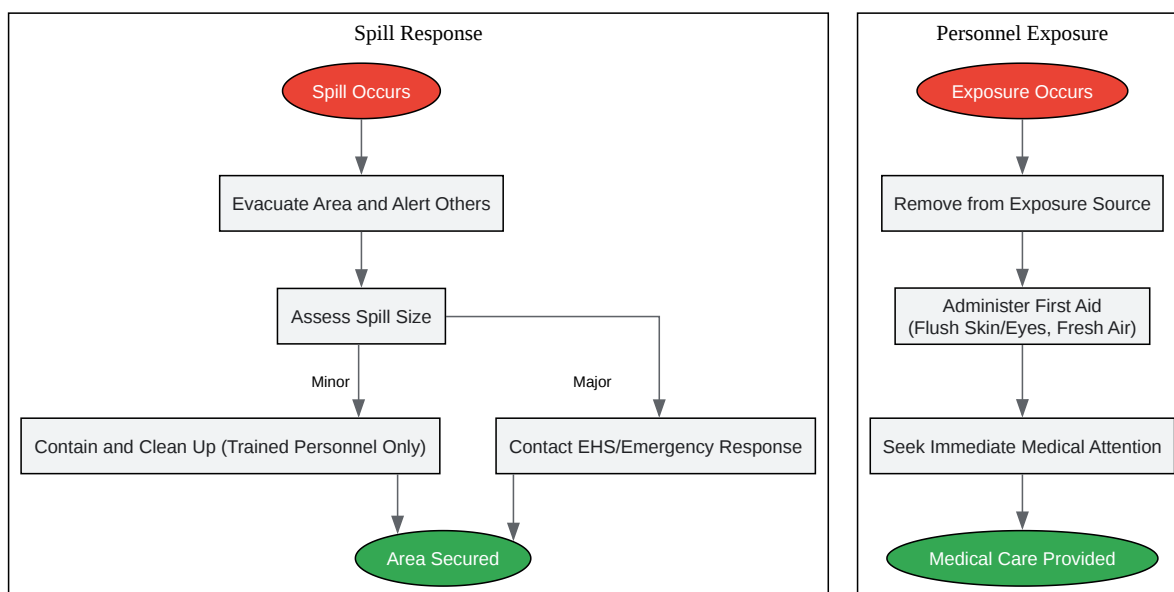 Spill Response
Spill Occurs
Evacuate Area and Alert Others
Assess Spill Size
Minor
Major
Contain and Clean Up (Trained Personnel Only)
Contact EHS/Emergency Response
Area Secured
Personnel Exposure
Exposure Occurs
Remove from Exposure Source
Administer First Aid
(Flush Skin/Eyes, Fresh Air)
Seek Immediate Medical Attention
Medical Care Provided